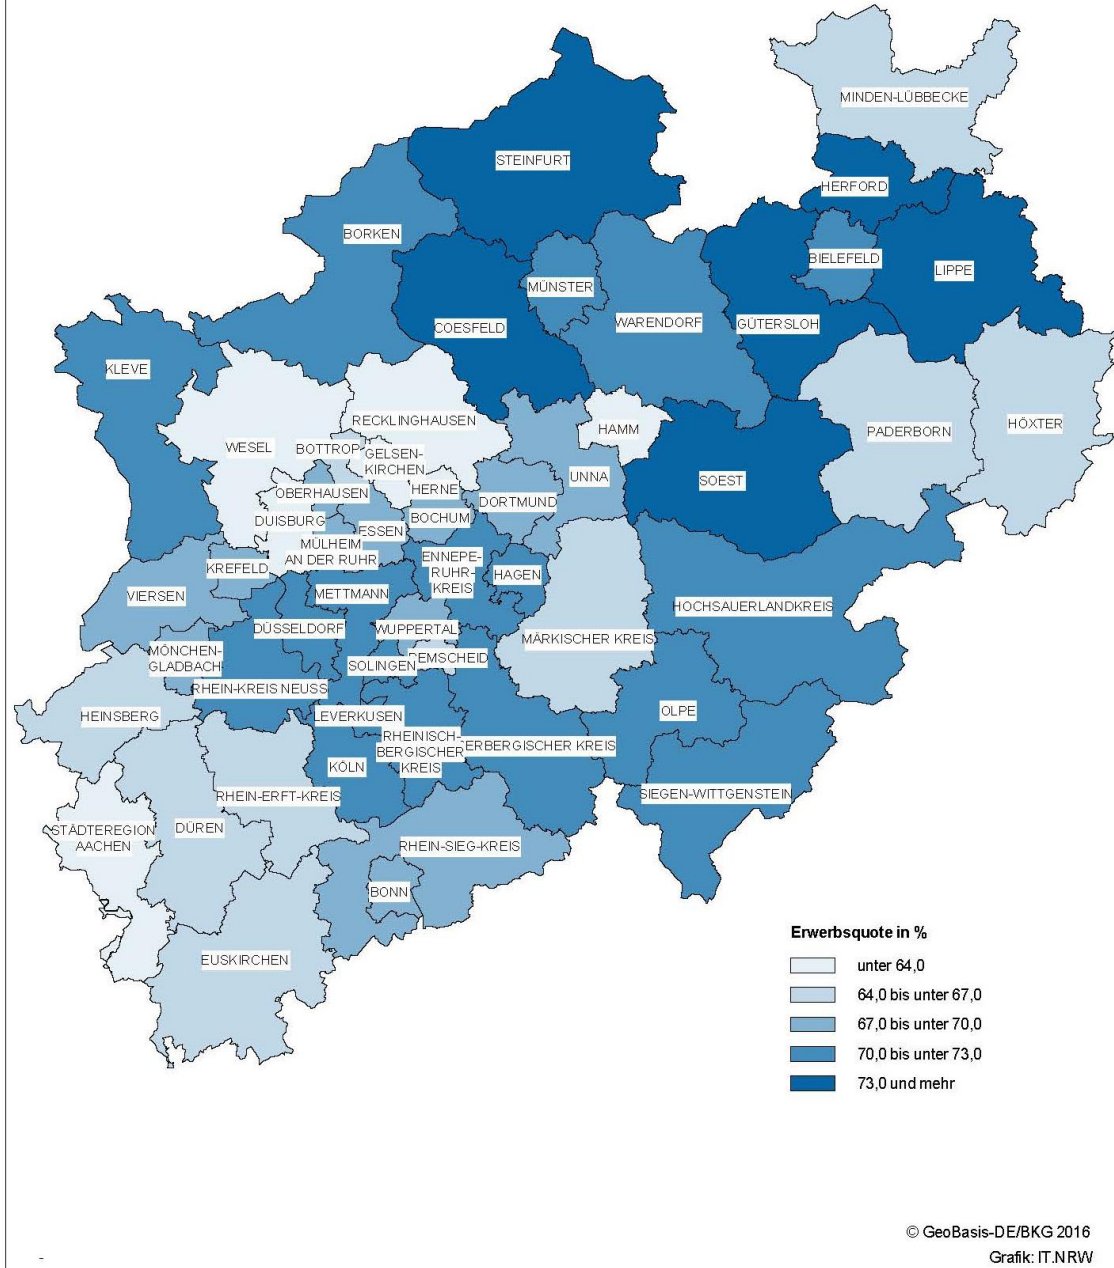 MINDEN-LÜBBECKE
STEINFURT
HERFORD
BORKEN
BIELEFELD
LIPPE
MÜNSTER
COESFELD
WARENDORF
GÜTERSLOH
KLEVE
RECKLINGHAUSEN
HAMM
HÖXTER
PADERBORN
WESEL
BOTTROP
GELSEN-
KIRCHEN
UNNA
SOEST
OBERHAUSEN
HERNE
DORTMUND
DUISBURG
BOCHUM
ESSEN
MÜLHEIM
AN DER RUHR
ENNEPE-
RUHR-
KREIS
HAGEN
KREFELD
VIERSEN
METTMANN
HOCHSAUERLANDKREIS
DÜSSELDORF
WUPPERTAL
MÄRKISCHER KREIS
MÖNCHEN-
GLADBACH
SOLINGEN
REMSCHEID
RHEIN-KREIS NEUSS
HEINSBERG
LEVERKUSEN
OLPE
RHEINISCH-
BERGISCHER
KREIS
ERBERGISCHER KREIS
KÖLN
RHEIN-ERFT-KREIS
SIEGEN-WITTGENSTEIN
STÄDTEREGION
AACHEN
DÜREN
RHEIN-SIEG-KREIS
BONN
EUSKIRCHEN
Erwerbsquote in %
unter 64,0
64,0 bis unter 67,0
67,0 bis unter 70,0
70,0 bis unter 73,0
73,0 und mehr
© GeoBasis-DE/BKG 2016
Grafik: IT.NRW